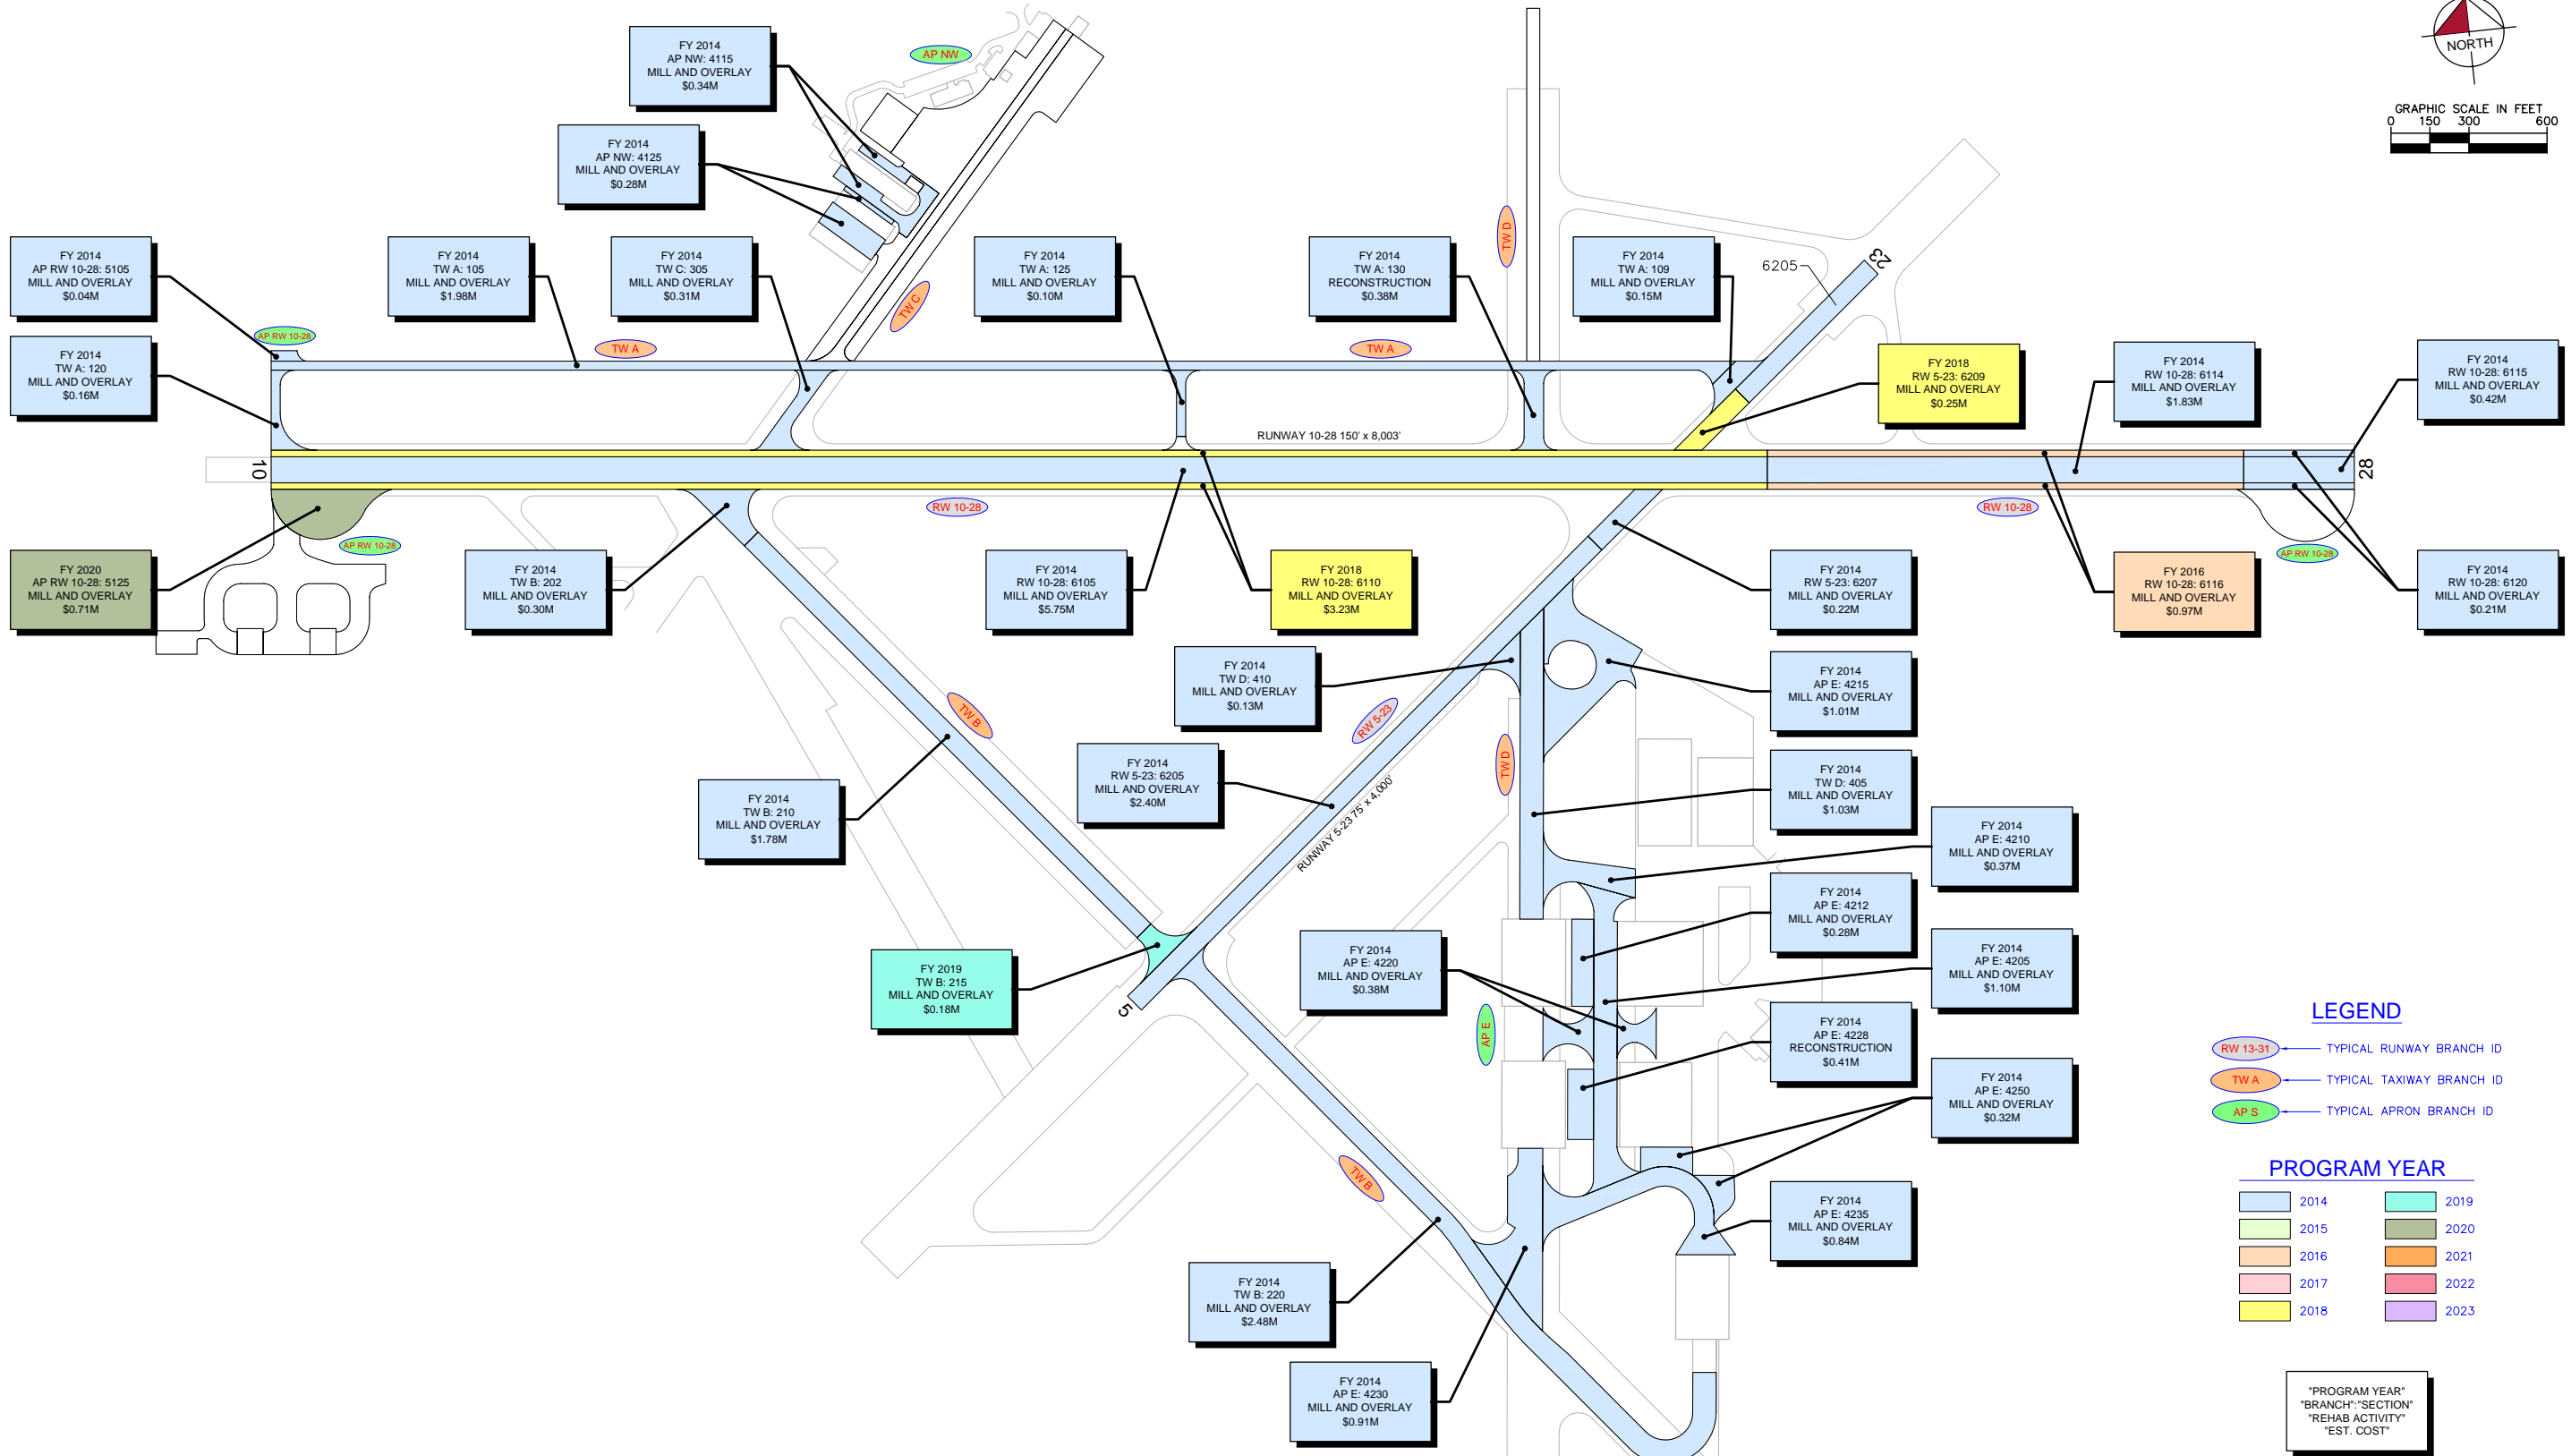 FY 2014
AP NW: 4115
MILL AND OVERLAY
$0.34M
AP NW
NORTH
GRAPHIC SCALE IN FEET
0 150 300 600
FY 2014
AP NW: 4125
MILL AND OVERLAY
$0.28M
FY 2014
AP RW 10-28: 5105
MILL AND OVERLAY
$0.04M
FY 2014
TW A: 105
MILL AND OVERLAY
$1.98M
FY 2014
TW C: 305
MILL AND OVERLAY
$0.31M
TW C
FY 2014
TW A: 125
MILL AND OVERLAY
$0.10M
FY 2014
TW A: 130
RECONSTRUCTION
$0.38M
TW D
FY 2014
TW A: 109
MILL AND OVERLAY
$0.15M
6205
23
AP RW 10-28
TW A
TW A
FY 2014
TW A: 120
MILL AND OVERLAY
$0.16M
FY 2018
RW 5-23: 6209
MILL AND OVERLAY
$0.25M
FY 2014
RW 10-28: 6114
MILL AND OVERLAY
$1.83M
FY 2014
RW 10-28: 6115
MILL AND OVERLAY
$0.42M
RUNWAY 10-28 150' x 8,003'
10
28
RW 10-28
RW 10-28
AP RW 10-28
AP RW 10-28
FY 2020
AP RW 10-28: 5125
MILL AND OVERLAY
$0.71M
FY 2014
TW B: 202
MILL AND OVERLAY
$0.30M
FY 2014
RW 10-28: 6105
MILL AND OVERLAY
$5.75M
FY 2018
RW 10-28: 6110
MILL AND OVERLAY
$3.23M
FY 2014
RW 5-23: 6207
MILL AND OVERLAY
$0.22M
FY 2016
RW 10-28: 6116
MILL AND OVERLAY
$0.97M
FY 2014
RW 10-28: 6120
MILL AND OVERLAY
$0.21M
FY 2014
TW D: 410
MILL AND OVERLAY
$0.13M
FY 2014
AP E: 4215
MILL AND OVERLAY
$1.01M
TW B
RW 5-23
TW D
FY 2014
RW 5-23: 6205
MILL AND OVERLAY
$2.40M
RUNWAY 5-23 75' x 4,000'
FY 2014
TW D: 405
MILL AND OVERLAY
$1.03M
FY 2014
TW B: 210
MILL AND OVERLAY
$1.78M
FY 2014
AP E: 4210
MILL AND OVERLAY
$0.37M
FY 2014
AP E: 4212
MILL AND OVERLAY
$0.28M
FY 2019
TW B: 215
MILL AND OVERLAY
$0.18M
5
FY 2014
AP E: 4220
MILL AND OVERLAY
$0.38M
FY 2014
AP E: 4205
MILL AND OVERLAY
$1.10M
AP E
FY 2014
AP E: 4228
RECONSTRUCTION
$0.41M
FY 2014
AP E: 4250
MILL AND OVERLAY
$0.32M
TW B
FY 2014
AP E: 4235
MILL AND OVERLAY
$0.84M
FY 2014
TW B: 220
MILL AND OVERLAY
$2.48M
FY 2014
AP E: 4230
MILL AND OVERLAY
$0.91M
LEGEND
RW 13-31 TYPICAL RUNWAY BRANCH ID
TW A TYPICAL TAXIWAY BRANCH ID
AP S TYPICAL APRON BRANCH ID
PROGRAM YEAR
2014 2019
2015 2020
2016 2021
2017 2022
2018 2023
"PROGRAM YEAR"
"BRANCH":"SECTION"
"REHAB ACTIVITY"
"EST. COST"